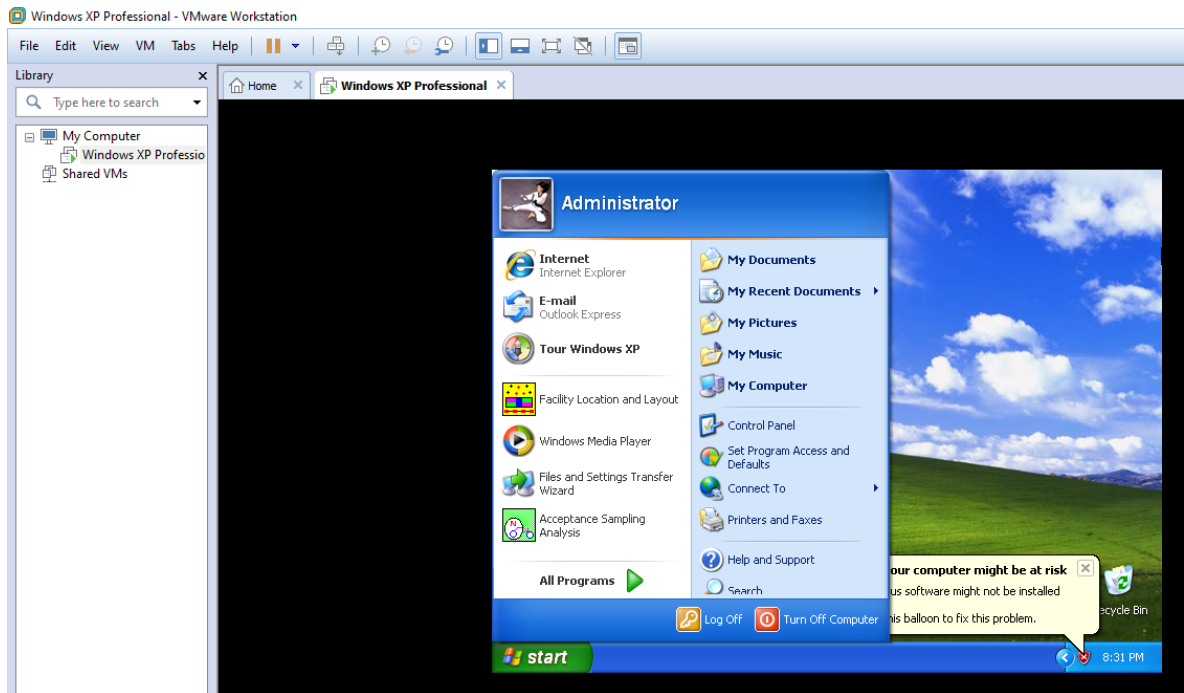 Windows XP Professional - VMware Workstation
File Edit View VM Tabs Help
Library
Type here to search
My Computer
Windows XP Professio
Shared VMs
Home
Windows XP Professional
Administrator
Internet
Internet Explorer
E-mail
Outlook Express
Tour Windows XP
Facility Location and Layout
Windows Media Player
Files and Settings Transfer
Wizard
Acceptance Sampling
Analysis
All Programs
My Documents
My Recent Documents
My Pictures
My Music
My Computer
Control Panel
Set Program Access and
Defaults
Connect To
Printers and Faxes
Help and Support
Search
Log Off
Turn Off Computer
our computer might be at risk
us software might not be installed
his balloon to fix this problem.
ecycle Bin
start
8:31 PM